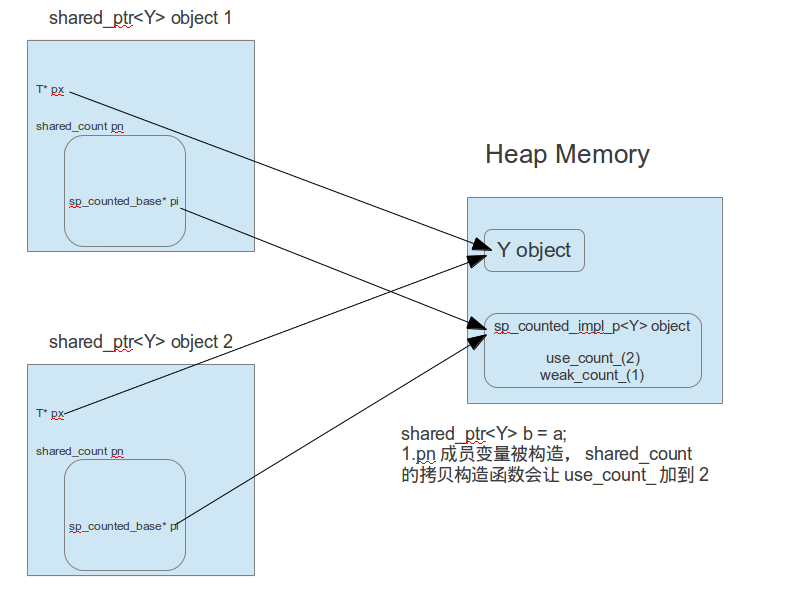 shared_ptr<Y> object 1
T* px
shared_count pn
sp_counted_base* pi
Heap Memory
Y object
sp_counted_impl_p<Y> object
use_count_(2)
weak_count_(1)
shared_ptr<Y> object 2
T* px
shared_count pn
sp_counted_base* pi
shared_ptr<Y> b = a;
1.pn 成员变量被构造， shared_count
的拷贝构造函数会让 use_count_ 加到 2